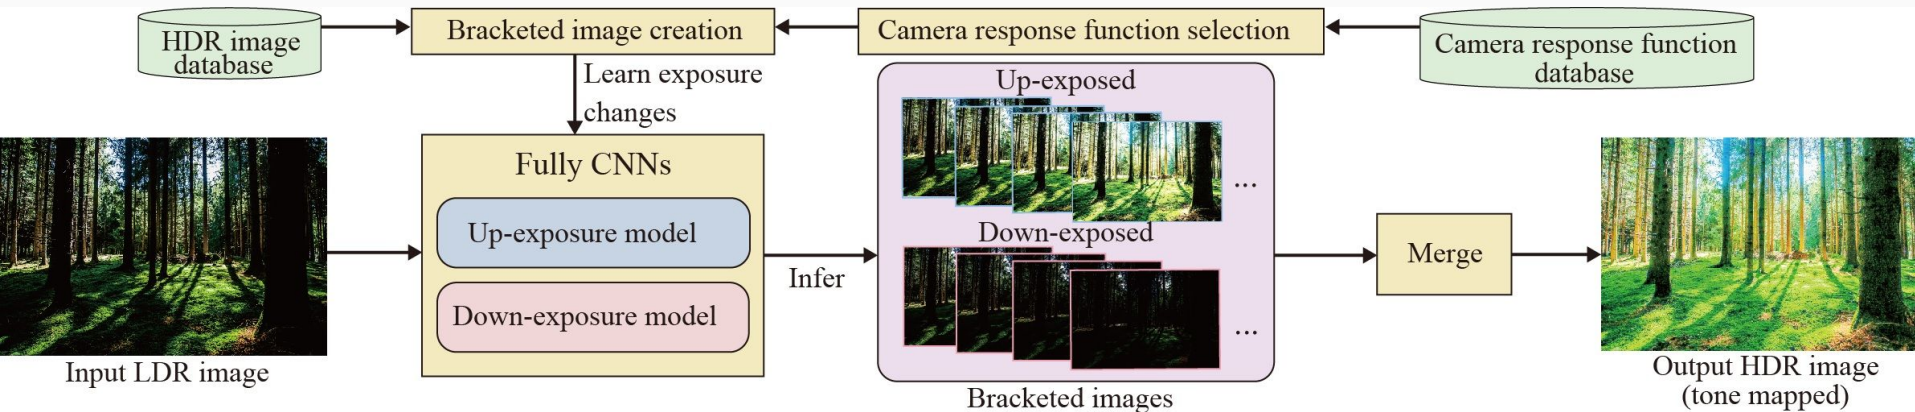 HDR image
database
Bracketed image creation
Camera response function selection
Camera response function
database
Learn exposure
changes
Fully CNNs
Up-exposure model
Down-exposure model
Input LDR image
Infer
Up-exposed
...
Down-exposed
...
Bracketed images
Merge
Output HDR image
(tone mapped)